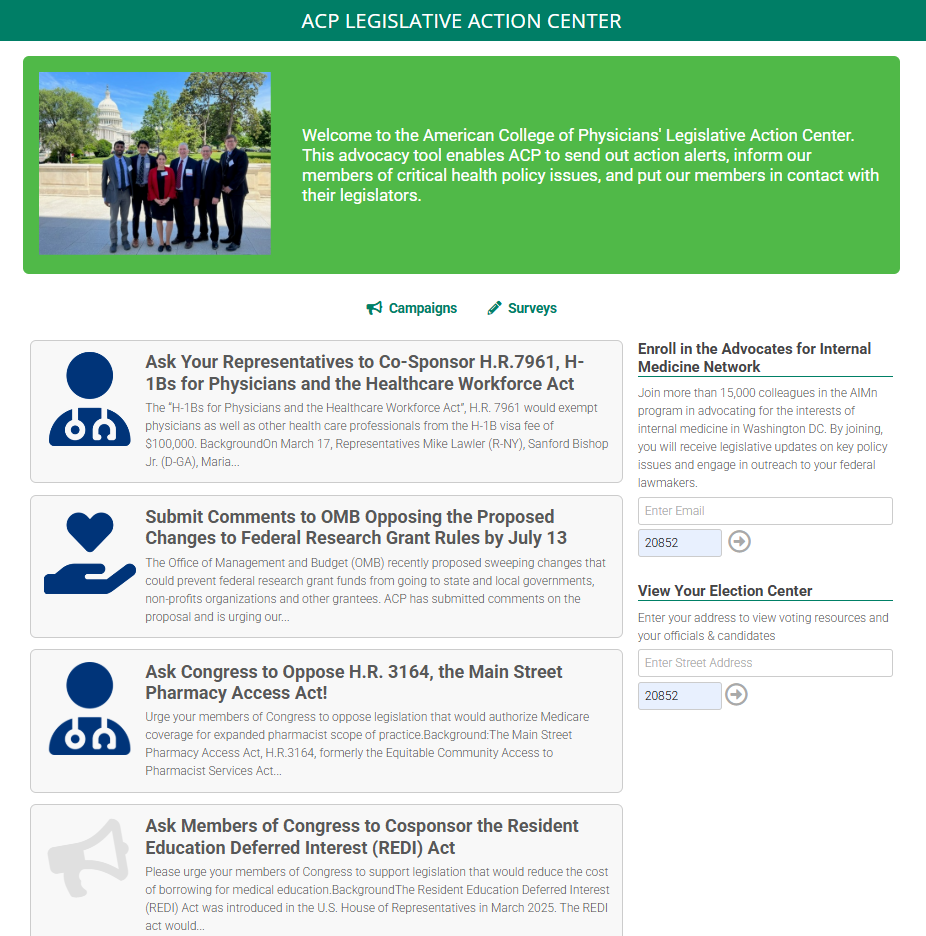 ACP LEGISLATIVE ACTION CENTER
Welcome to the American College of Physicians' Legislative Action Center.
This advocacy tool enables ACP to send out action alerts, inform our
members of critical health policy issues, and put our members in contact with
their legislators.
Campaigns
Surveys
Ask Your Representatives to Co-Sponsor H.R.7961, H-
1Bs for Physicians and the Healthcare Workforce Act
The “H-1Bs for Physicians and the Healthcare Workforce Act”, H.R. 7961 would exempt
physicians as well as other health care professionals from the H-1B visa fee of
$100,000. BackgroundOn March 17, Representatives Mike Lawler (R-NY), Sanford Bishop
Jr. (D-GA), Maria...
Submit Comments to OMB Opposing the Proposed
Changes to Federal Research Grant Rules by July 13
The Office of Management and Budget (OMB) recently proposed sweeping changes that
could prevent federal research grant funds from going to state and local governments,
non-profits organizations and other grantees. ACP has submitted comments on the
proposal and is urging our...
Ask Congress to Oppose H.R. 3164, the Main Street
Pharmacy Access Act!
Urge your members of Congress to oppose legislation that would authorize Medicare
coverage for expanded pharmacist scope of practice.Background:The Main Street
Pharmacy Access Act, H.R.3164, formerly the Equitable Community Access to
Pharmacist Services Act...
Ask Members of Congress to Cosponsor the Resident
Education Deferred Interest (REDI) Act
Please urge your members of Congress to support legislation that would reduce the cost
of borrowing for medical education.BackgroundThe Resident Education Deferred Interest
(REDI) Act was introduced in the U.S. House of Representatives in March 2025. The REDI
act would...
Enroll in the Advocates for Internal
Medicine Network
Join more than 15,000 colleagues in the AIMn
program in advocating for the interests of
internal medicine in Washington DC. By joining,
you will receive legislative updates on key policy
issues and engage in outreach to your federal
lawmakers.
Enter Email
20852
View Your Election Center
Enter your address to view voting resources and
your officials & candidates
Enter Street Address
20852